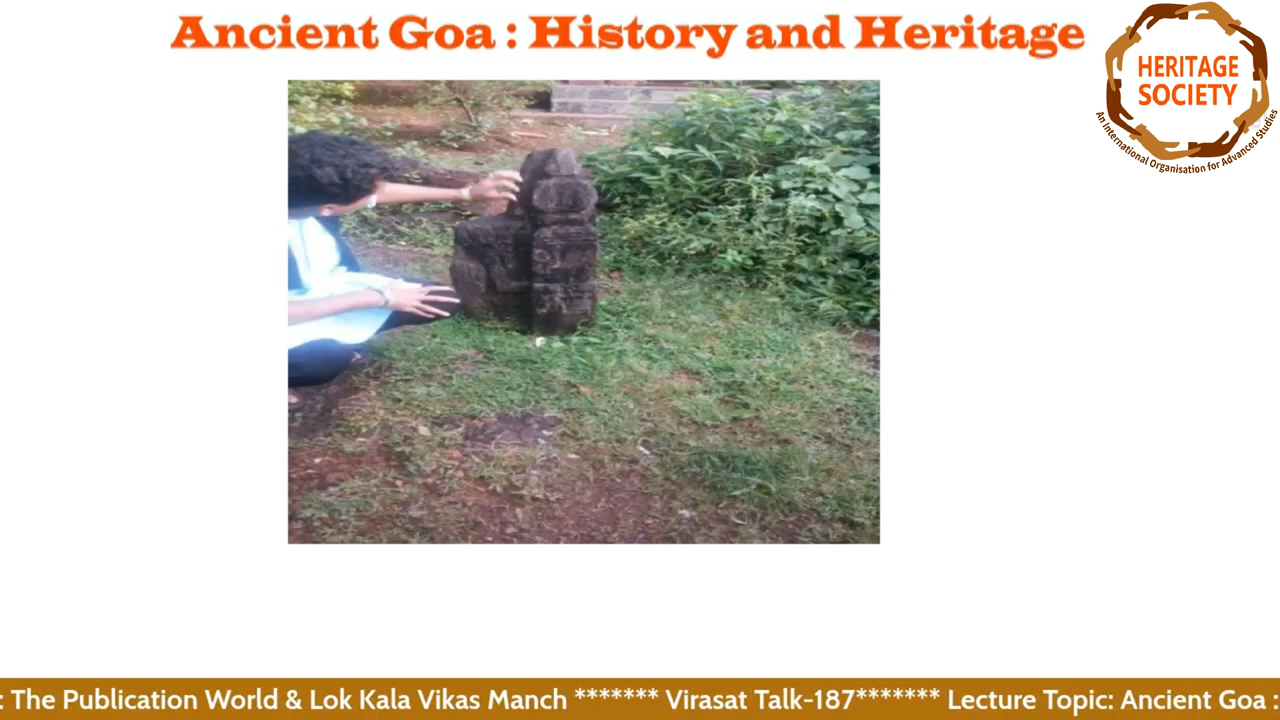 Ancient Goa : History and Heritage
HERITAGE
SOCIETY
An International Organisation for Advanced Studies
: The Publication World & Lok Kala Vikas Manch ******* Virasat Talk-187******* Lecture Topic: Ancient Goa :